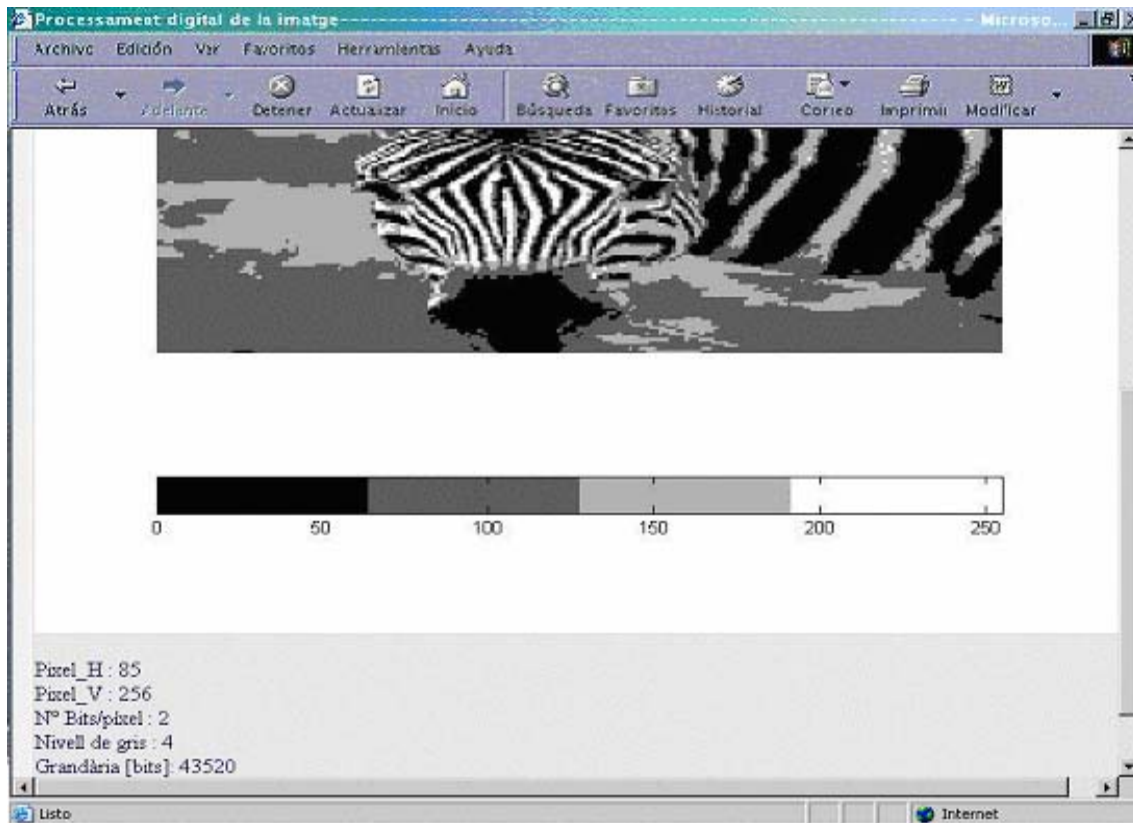 Processament digital de la imatge - Microso...
Archivo Edición Ver Favoritos Herramientas Ayuda
Atrás Adelante Detener Actualizar Inicio Búsqueda Favoritos Historial Correo Imprimir Modificar
0 50 100 150 200 250
Pixel_H : 85
Pixel_V : 256
Nº Bits/píxel : 2
Nivell de gris : 4
Grandària [bits]: 43520
Listo Internet